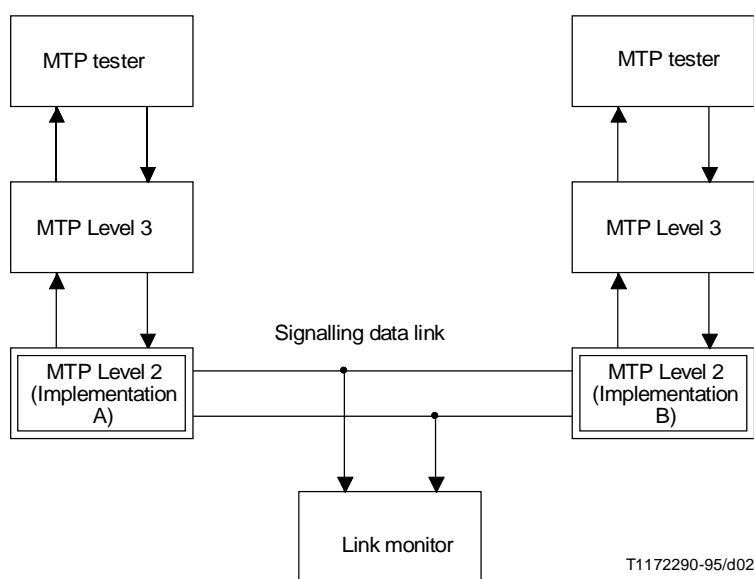 MTP tester
MTP tester
MTP Level 3
MTP Level 3
Signalling data link
MTP Level 2
(Implementation
A)
MTP Level 2
(Implementation
B)
Link monitor
T1172290-95/d02